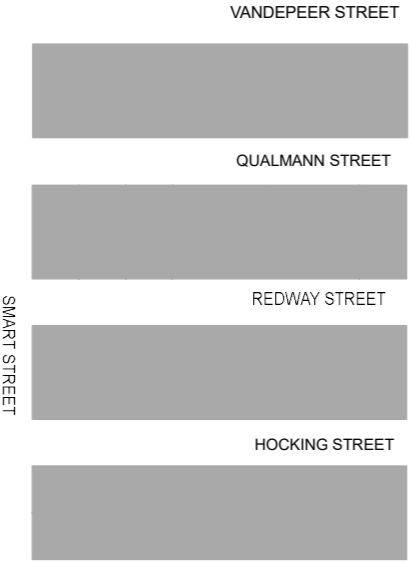 VANDEPEER STREET
QUALMANN STREET
REDWAY STREET
SMART STREET
HOCKING STREET